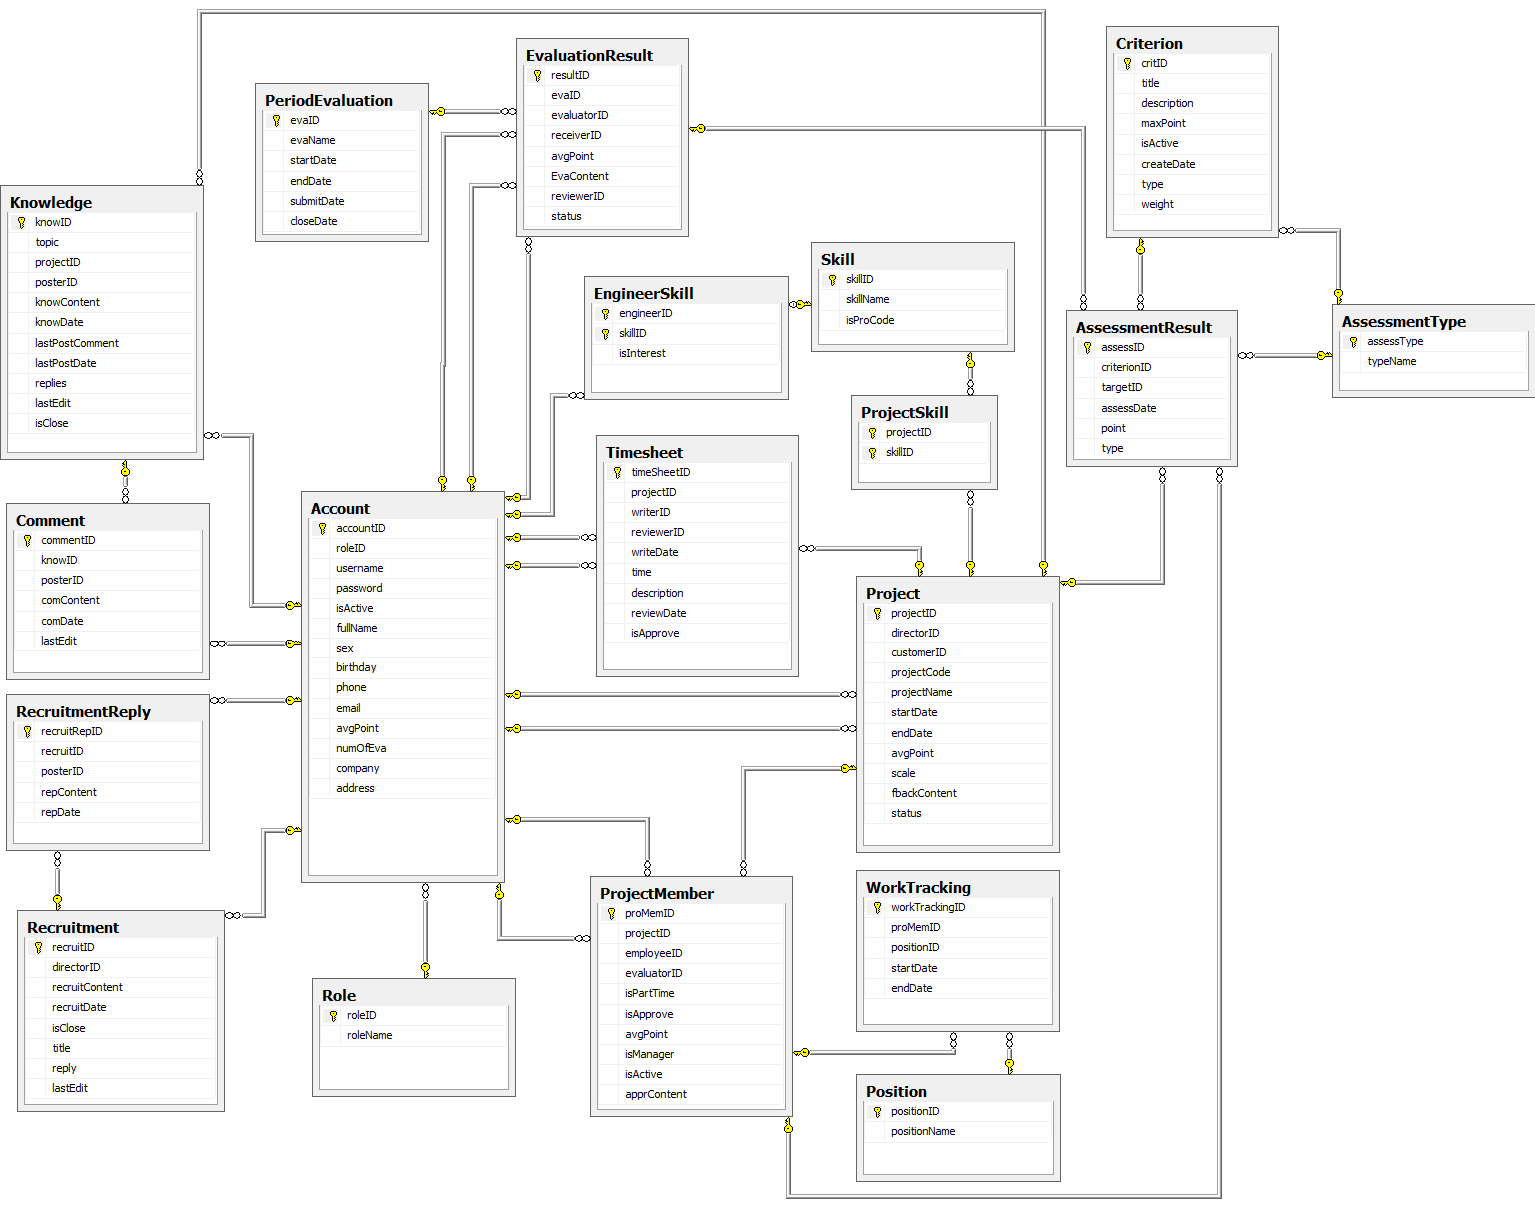 EvaluationResult
resultID
evaID
evaluatorID
receiverID
avgPoint
EvaContent
reviewerID
status
Criterion
critID
title
description
maxPoint
isActive
createDate
type
weight
PeriodEvaluation
evaID
evaName
startDate
endDate
submitDate
closeDate
Knowledge
knowID
topic
projectID
posterID
knowContent
knowDate
lastPostComment
lastPostDate
replies
lastEdit
isClose
Skill
skillID
skillName
isProCode
EngineerSkill
engineerID
skillID
isInterest
AssessmentResult
assessID
criterionID
targetID
assessDate
point
type
AssessmentType
assessType
typeName
ProjectSkill
projectID
skillID
Timesheet
timeSheetID
projectID
writerID
reviewerID
writeDate
time
description
reviewDate
isApprove
Account
accountID
roleID
username
password
isActive
fullName
sex
birthday
phone
email
avgPoint
numOfEva
company
address
Comment
commentID
knowID
posterID
comContent
comDate
lastEdit
Project
projectID
directorID
customerID
projectCode
projectName
startDate
endDate
avgPoint
scale
fbackContent
status
RecruitmentReply
recruitRepID
recruitID
posterID
repContent
repDate
ProjectMember
proMemID
projectID
employeeID
evaluatorID
isPartTime
isApprove
avgPoint
isManager
isActive
apprContent
WorkTracking
workTrackingID
proMemID
positionID
startDate
endDate
Recruitment
recruitID
directorID
recruitContent
recruitDate
isClose
title
reply
lastEdit
Role
roleID
roleName
Position
positionID
positionName